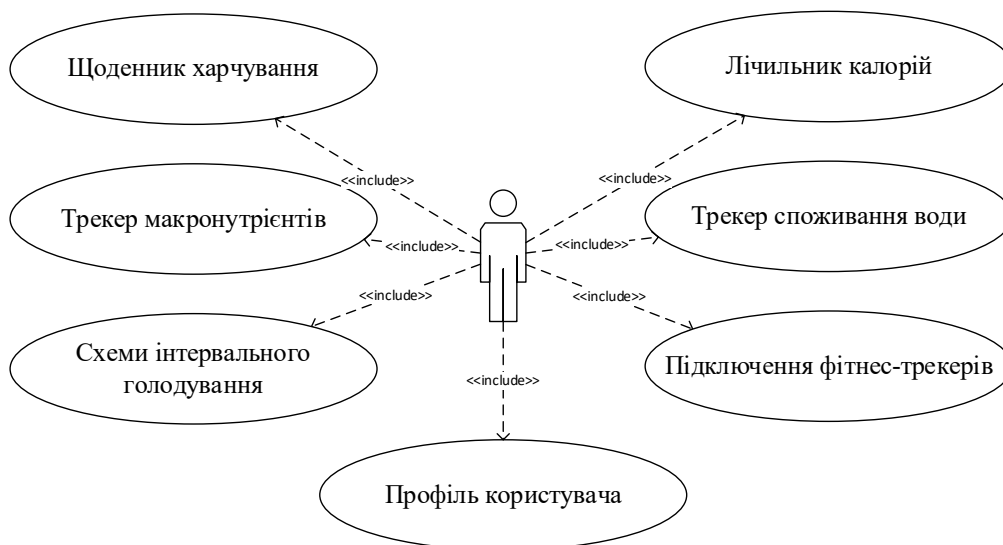 Щоденник харчування
Лічильник калорій
<<include>>
<<include>>
Трекер макронутрієнтів
Трекер споживання води
<<include>>
<<include>>
<<include>>
<<include>>
Схеми інтервального
голодування
Підключення фітнес-трекерів
<<include>>
Профіль користувача